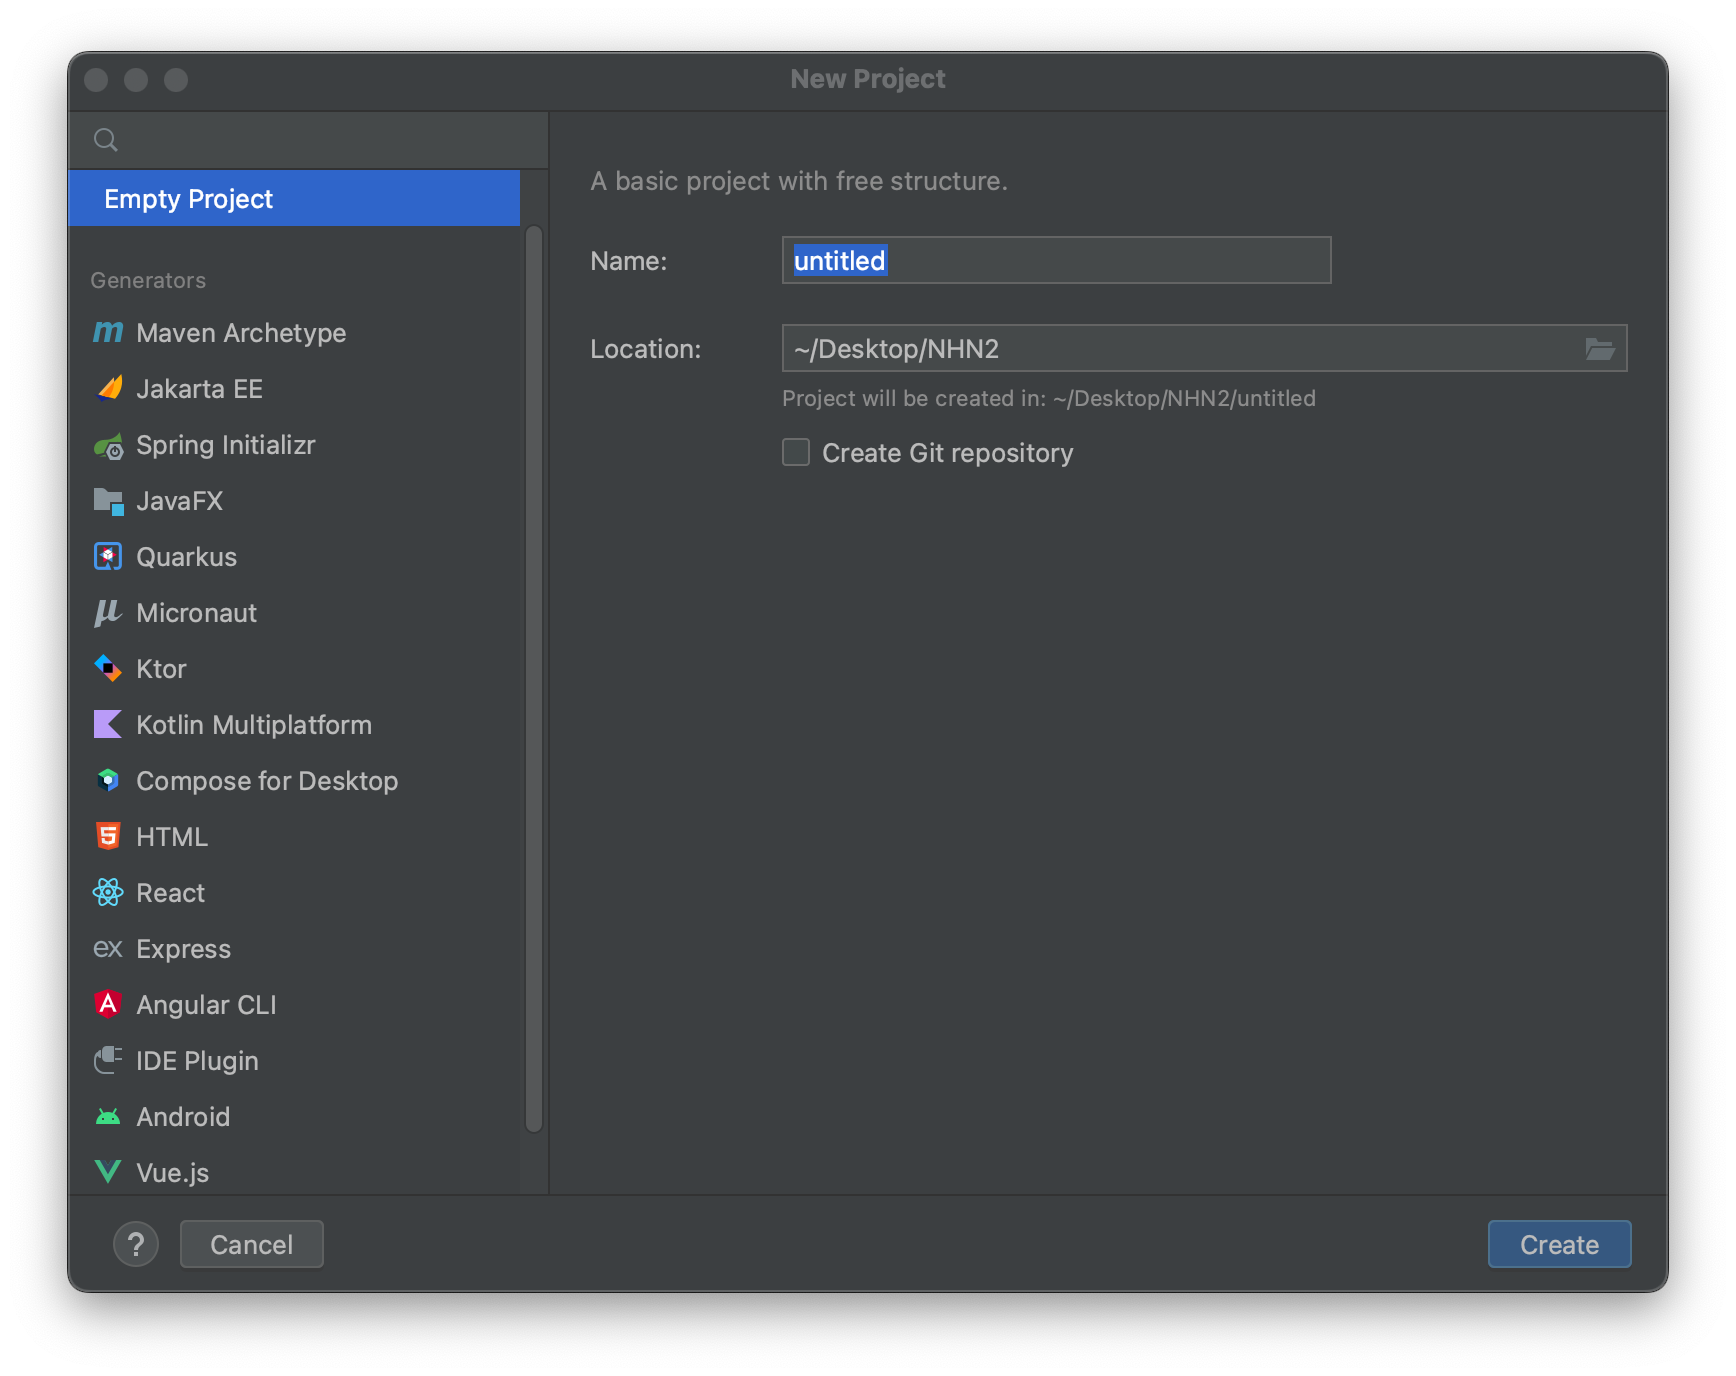 New Project
Empty Project
Generators
Maven Archetype
Jakarta EE
Spring Initializr
JavaFX
Quarkus
Micronaut
Ktor
Kotlin Multiplatform
Compose for Desktop
HTML
React
ex Express
Angular CLI
IDE Plugin
Android
Vue.js
A basic project with free structure.
Name: untitled
Location: ~/Desktop/NHN2
Project will be created in: ~/Desktop/NHN2/untitled
Create Git repository
? Cancel Create